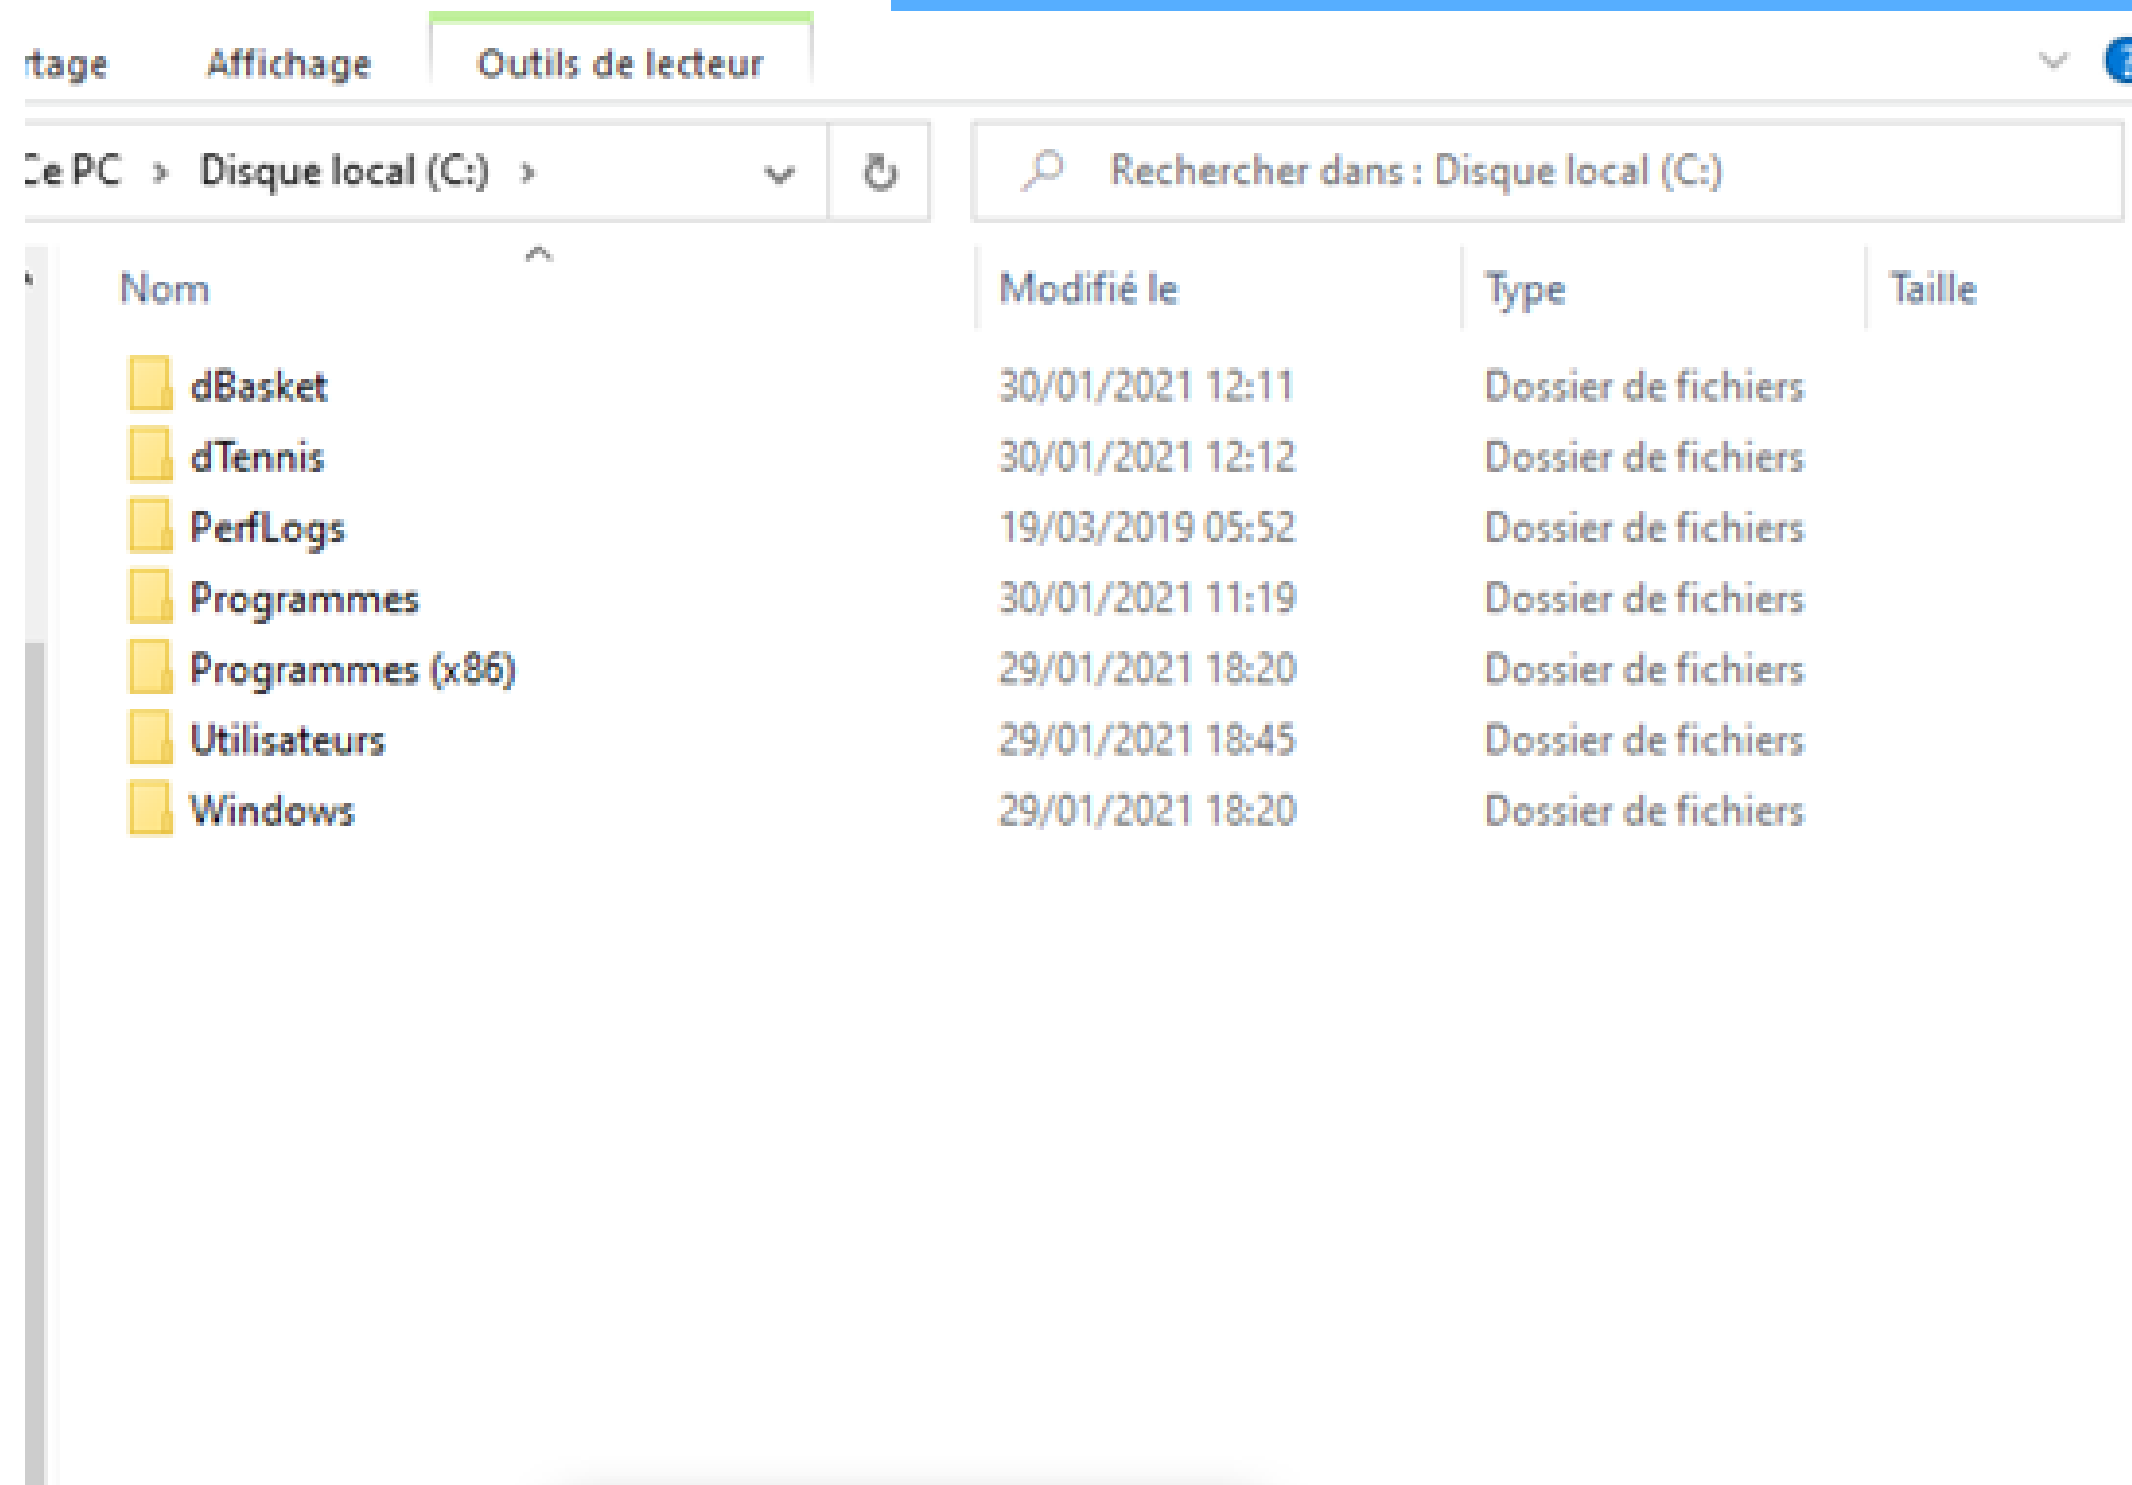 Affichage Outils de lecteur
Ce PC > Disque local (C:) > Rechercher dans : Disque local (C:)
Nom Modifié le Type Taille
dBasket 30/01/2021 12:11 Dossier de fichiers
dTennis 30/01/2021 12:12 Dossier de fichiers
PerfLogs 19/03/2019 05:52 Dossier de fichiers
Programmes 30/01/2021 11:19 Dossier de fichiers
Programmes (x86) 29/01/2021 18:20 Dossier de fichiers
Utilisateurs 29/01/2021 18:45 Dossier de fichiers
Windows 29/01/2021 18:20 Dossier de fichiers